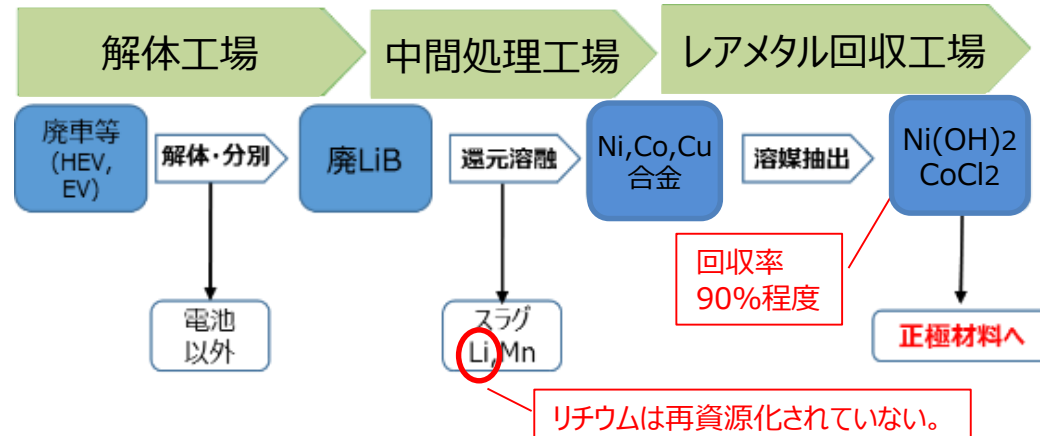 解体工場
中間処理工場
レアメタル回収工場
廃車等
(HEV,
EV)
解体・分別
廃LiB
還元溶融
Ni,Co,Cu
合金
溶媒抽出
Ni(OH)2
CoCl2
回収率
90%程度
電池
以外
スラグ
Li,Mn
正極材料へ
リチウムは再資源化されていない。